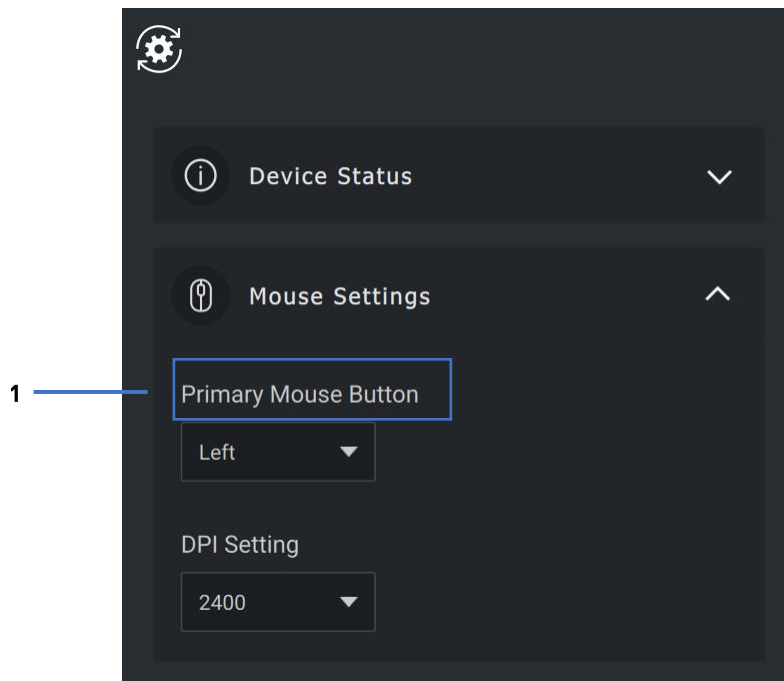 Device Status
Mouse Settings
1
Primary Mouse Button
Left
DPI Setting
2400